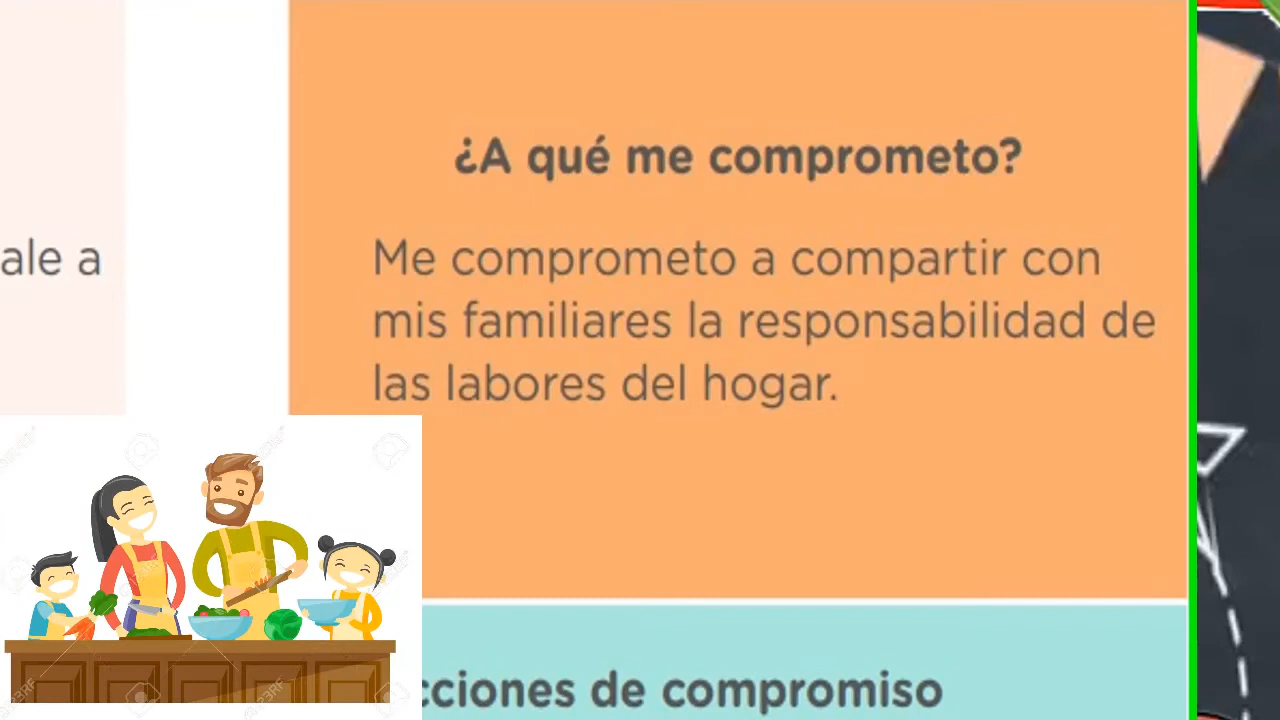 ale a
¿A qué me comprometo?
Me comprometo a compartir con
mis familiares la responsabilidad de
las labores del hogar.
cciones de compromiso